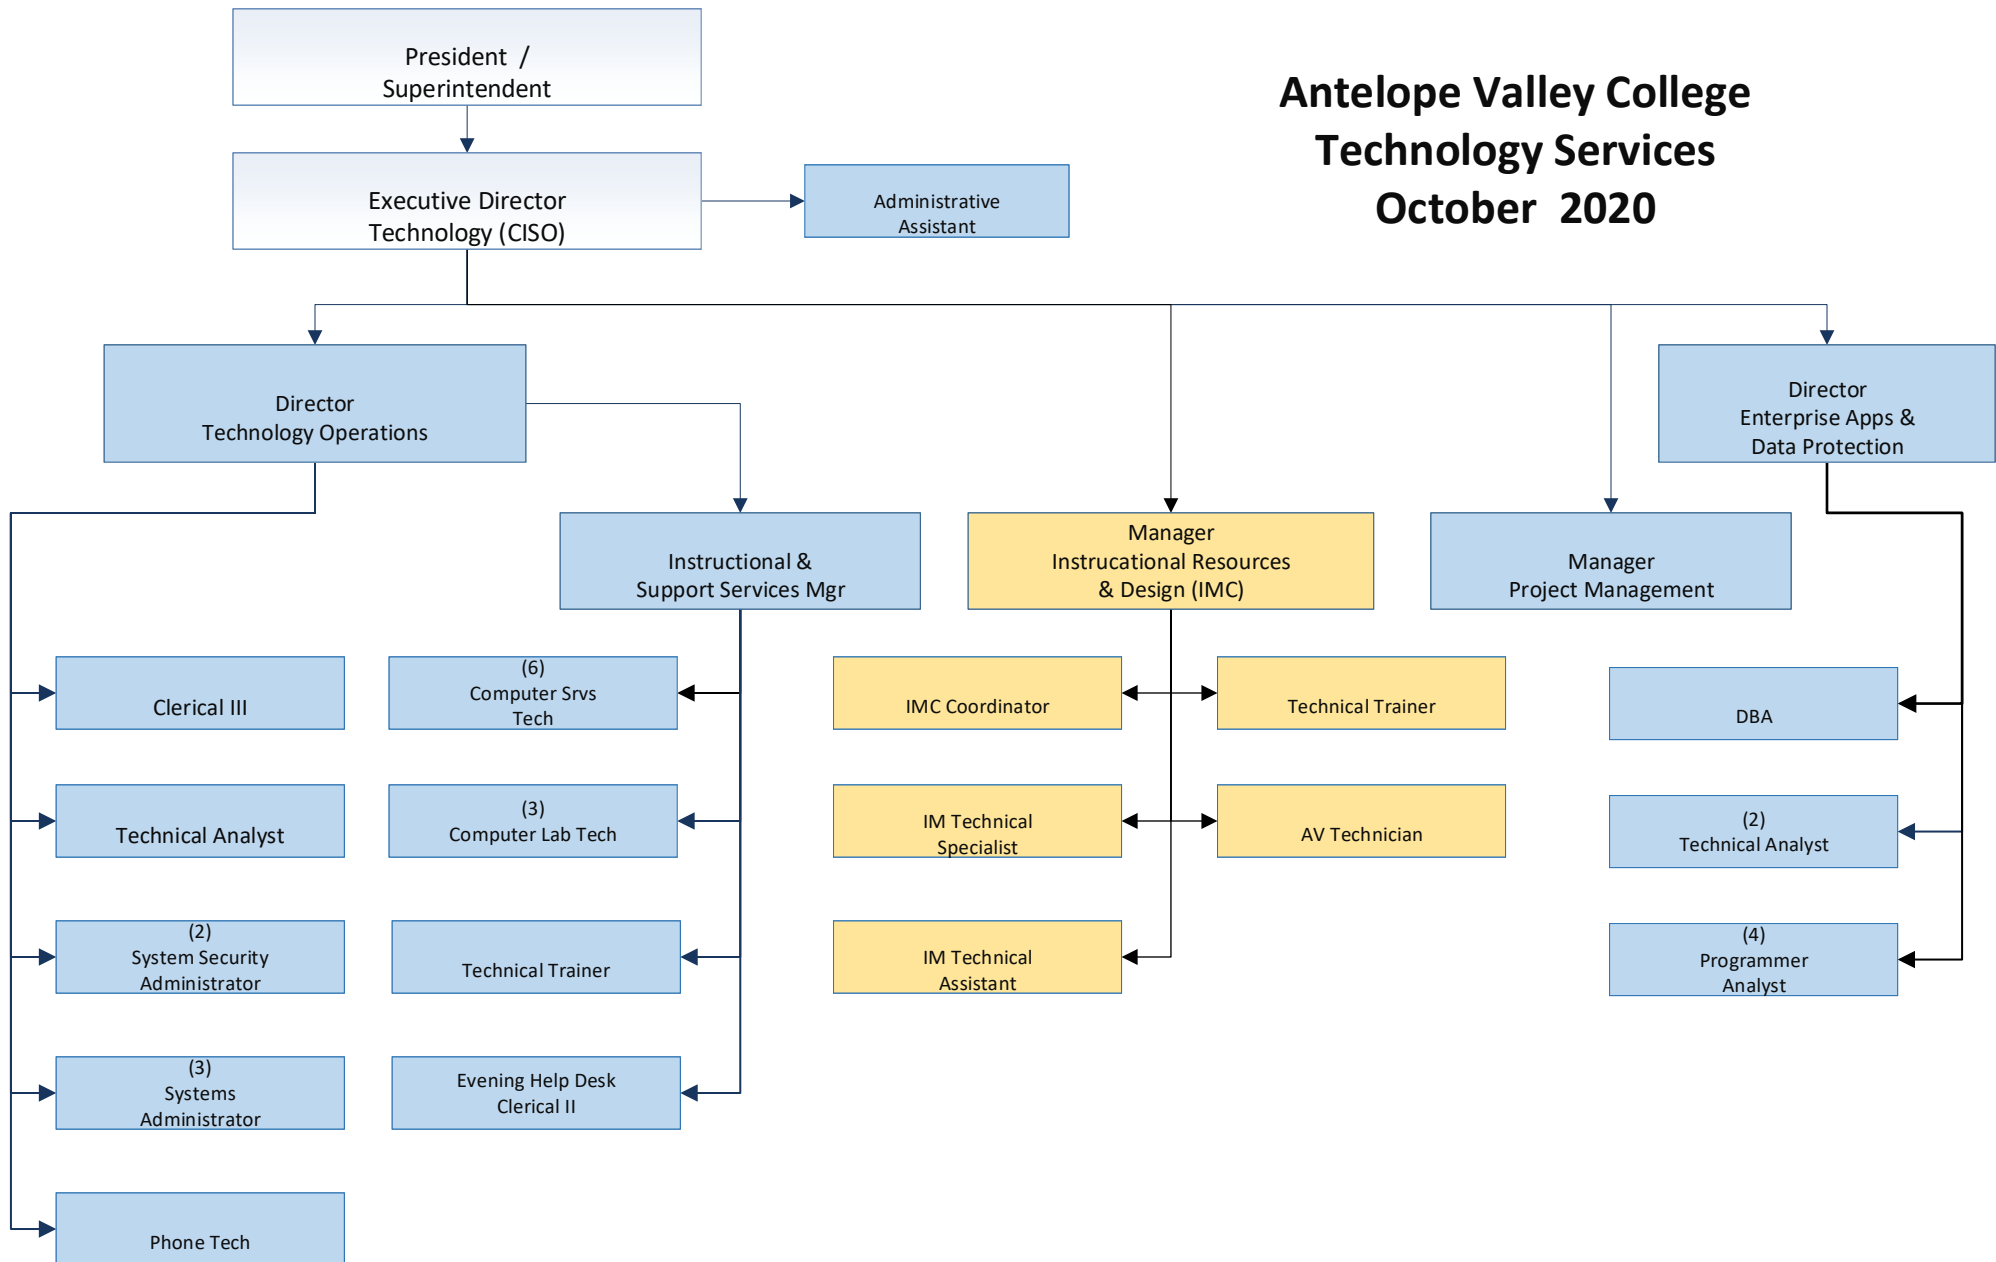 President /
Superintendent
Antelope Valley College
Technology Services
October 2020
Executive Director
Technology (CISO)
Administrative
Assistant
Director
Technology Operations
Director
Enterprise Apps &
Data Protection
Instructional &
Support Services Mgr
Manager
Instrucational Resources
& Design (IMC)
Manager
Project Management
Clerical III
(6)
Computer Srvs
Tech
IMC Coordinator
Technical Trainer
DBA
Technical Analyst
(3)
Computer Lab Tech
IM Technical
Specialist
AV Technician
(2)
Technical Analyst
(2)
System Security
Administrator
Technical Trainer
IM Technical
Assistant
(4)
Programmer
Analyst
(3)
Systems
Administrator
Evening Help Desk
Clerical II
Phone Tech